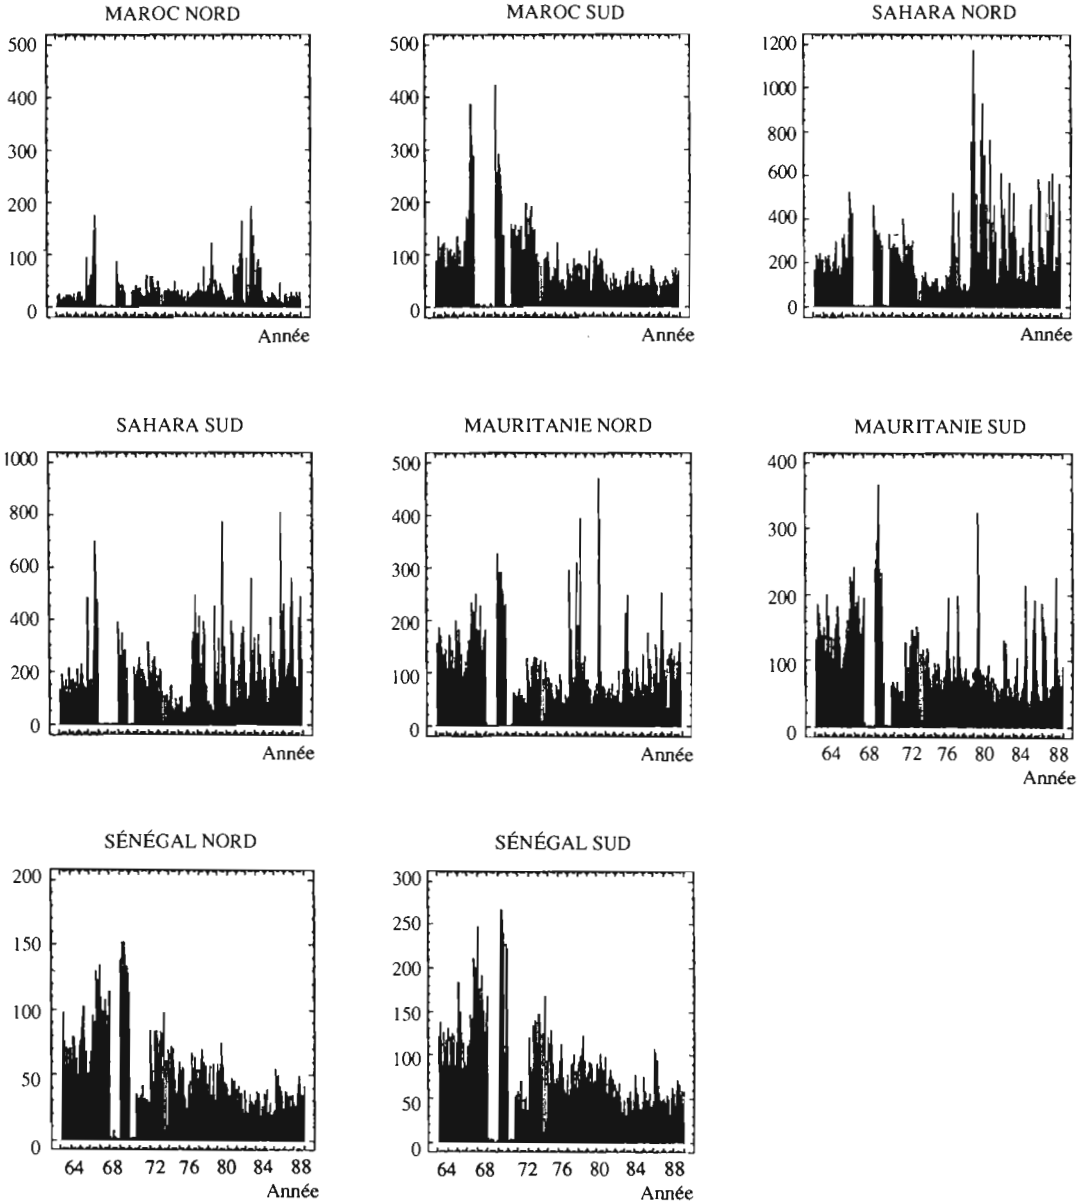 MAROC NORD
500
400
300
200
100
0
Année
MAROC SUD
500
400
300
200
100
0
Année
SAHARA NORD
1200
1000
800
600
400
200
0
Année
SAHARA SUD
1000
800
600
400
200
0
Année
MAURITANIE NORD
500
400
300
200
100
0
Année
MAURITANIE SUD
400
300
200
100
0
64 68 72 76 80 84 88
Année
SÉNÉGAL NORD
200
150
100
50
0
64 68 72 76 80 84 88
Année
SÉNÉGAL SUD
300
250
200
150
100
50
0
64 68 72 76 80 84 88
Année